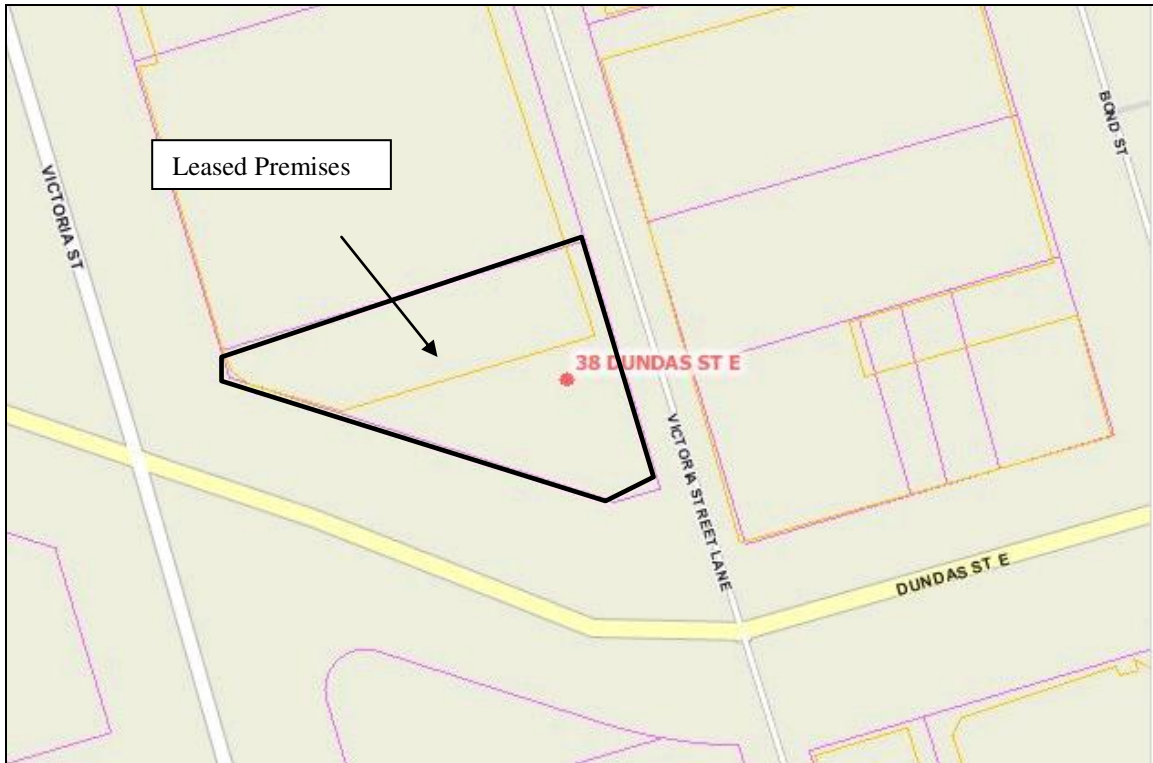 BOND ST
Leased Premises
VICTORIA ST
38 DUNDAS ST E
VICTORIA STREET LANE
DUNDAS ST E